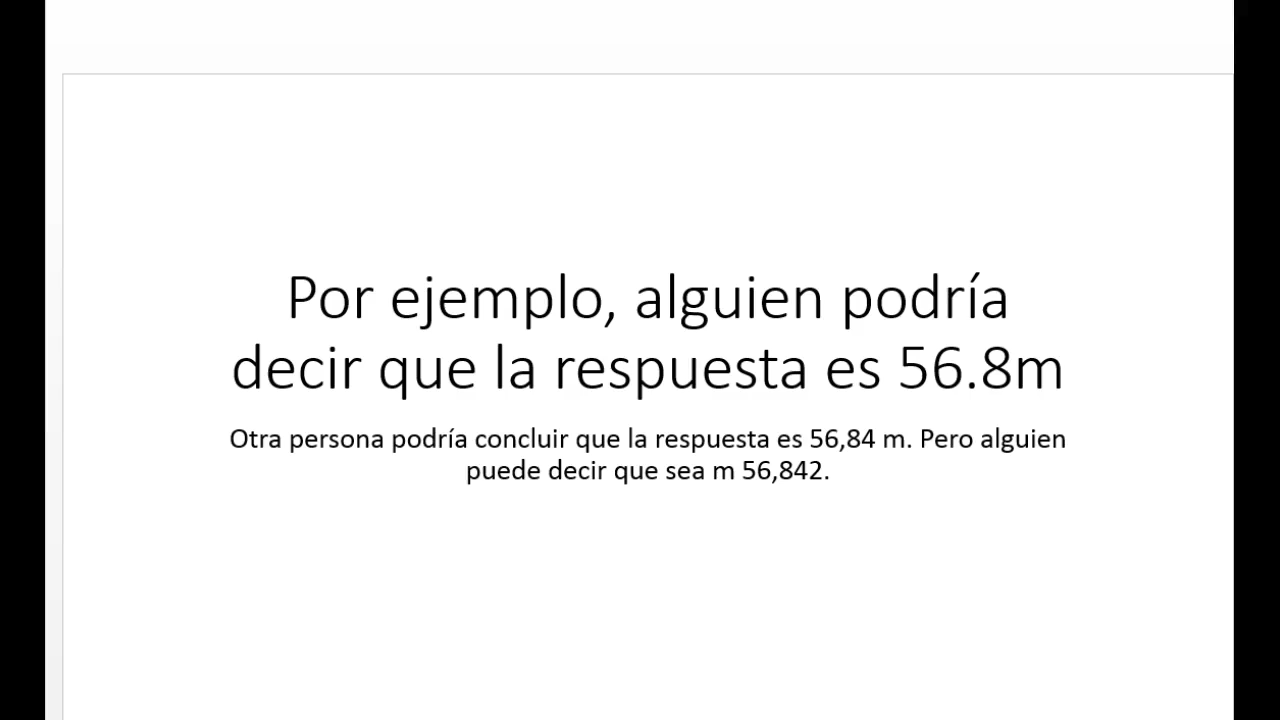 Por ejemplo, alguien podría
decir que la respuesta es 56.8m
Otra persona podría concluir que la respuesta es 56,84 m. Pero alguien
puede decir que sea m 56,842.